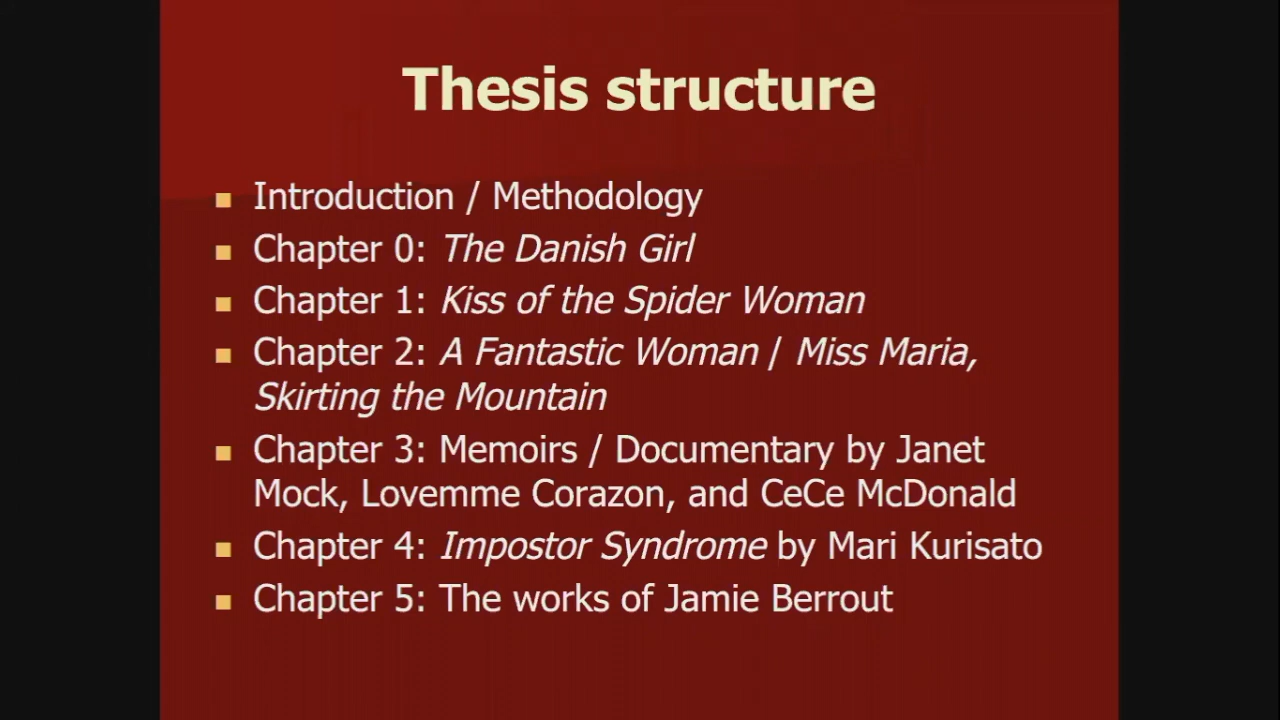 Thesis structure
Introduction / Methodology
Chapter 0: The Danish Girl
Chapter 1: Kiss of the Spider Woman
Chapter 2: A Fantastic Woman / Miss Maria,
Skirting the Mountain
Chapter 3: Memoirs / Documentary by Janet
Mock, Lovemme Corazon, and CeCe McDonald
Chapter 4: Impostor Syndrome by Mari Kurisato
Chapter 5: The works of Jamie Berrout